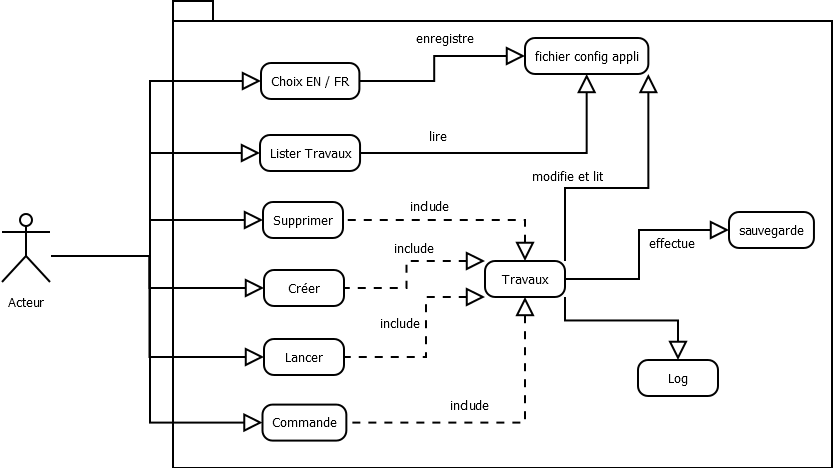 enregistre
fichier config appli
Choix EN / FR
lire
Lister Travaux
modifie et lit
include
Supprimer
sauvegarde
effectue
include
Travaux
Créer
Acteur
include
Lancer
Log
include
Commande